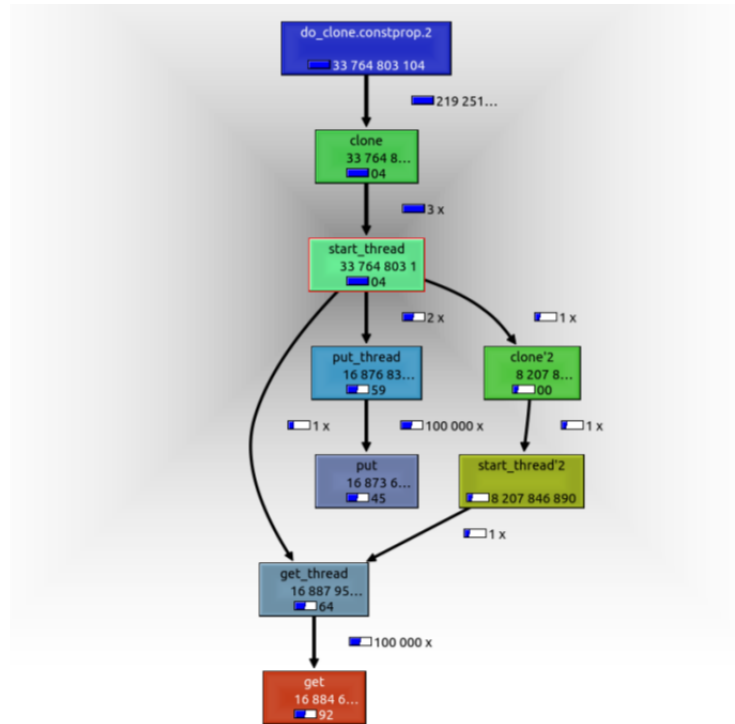 do_clone.constprop.2
33 764 803 104
219 251...
clone
33 764 8...
04
3 x
start_thread
33 764 803 1
04
2 x
1 x
put_thread
16 876 83...
59
clone'2
8 207 8...
00
1 x
100 000 x
1 x
put
16 873 6...
45
start_thread'2
8 207 846 890
1 x
get_thread
16 887 95...
64
100 000 x
get
16 884 6...
92